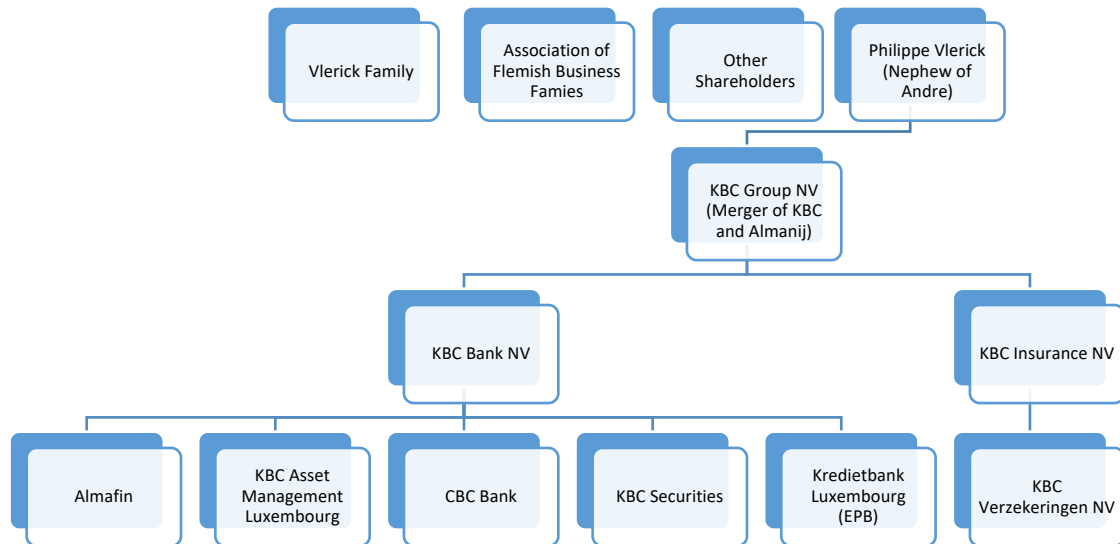 Vlerick Family
Association of
Flemish Business
Famies
Other
Shareholders
Philippe Vlerick
(Nephew of
Andre)
KBC Group NV
(Merger of KBC
and Almanij)
KBC Bank NV
KBC Insurance NV
Almafin
KBC Asset
Management
Luxembourg
CBC Bank
KBC Securities
Kredietbank
Luxembourg
(EPB)
KBC
Verzekeringen NV